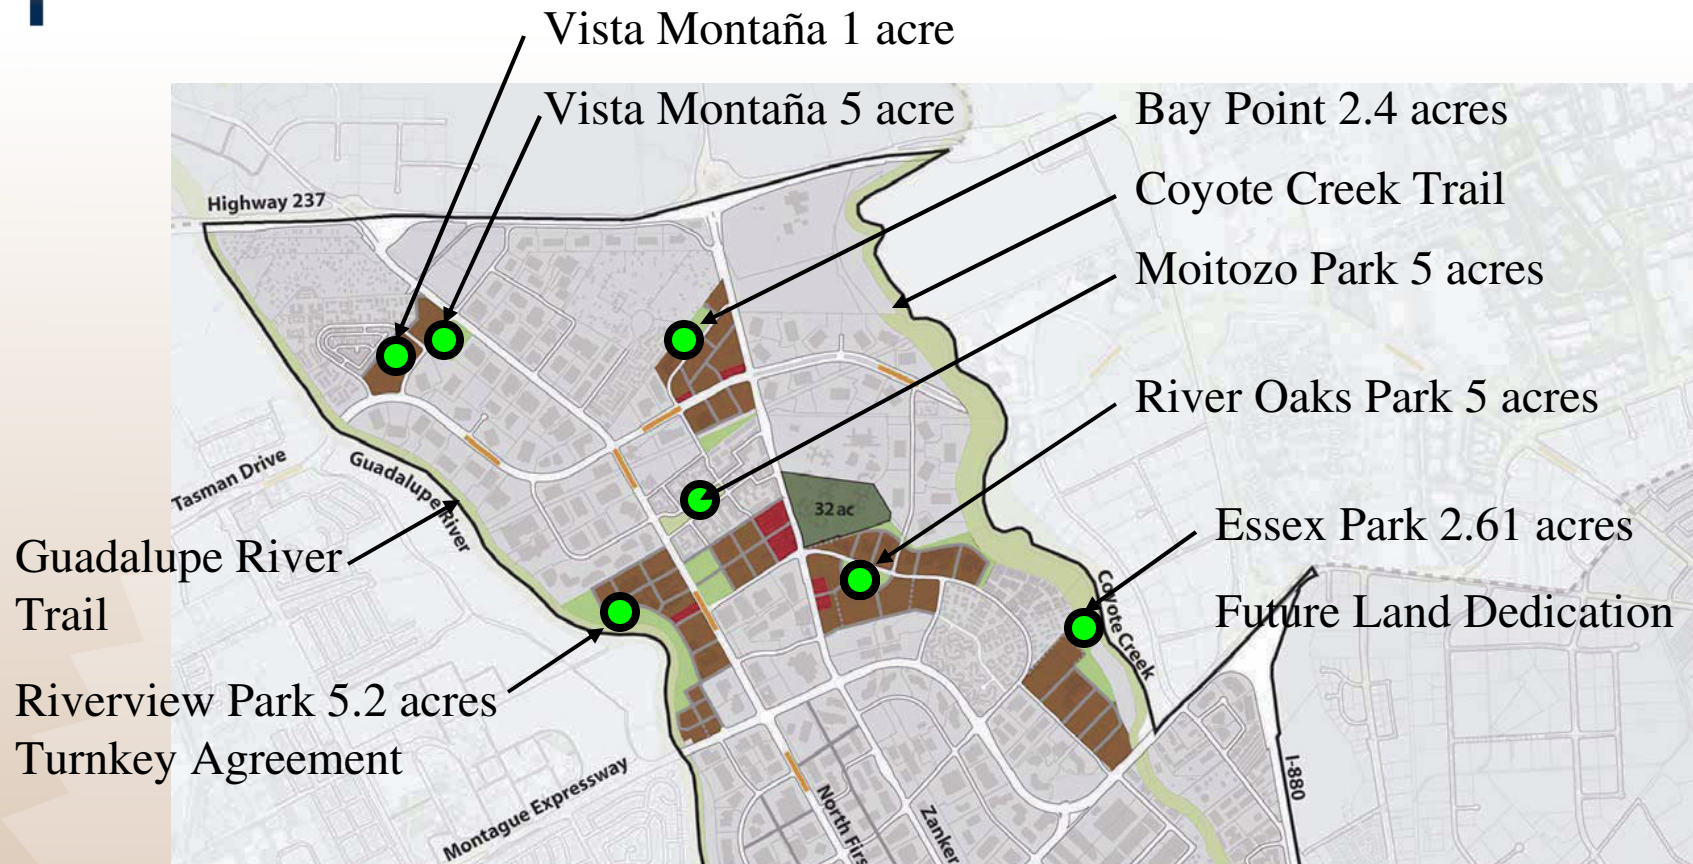 Vista Montaña 1 acre
Vista Montaña 5 acre
Bay Point 2.4 acres
Coyote Creek Trail
Highway 237
Moitozo Park 5 acres
River Oaks Park 5 acres
Tasman Drive
Guadalupe River
32 ac
Essex Park 2.61 acres
Future Land Dedication
Guadalupe River
Trail
Coyote Creek
Riverview Park 5.2 acres
Turnkey Agreement
Montague Expressway
North Firs
Zanker
I-880